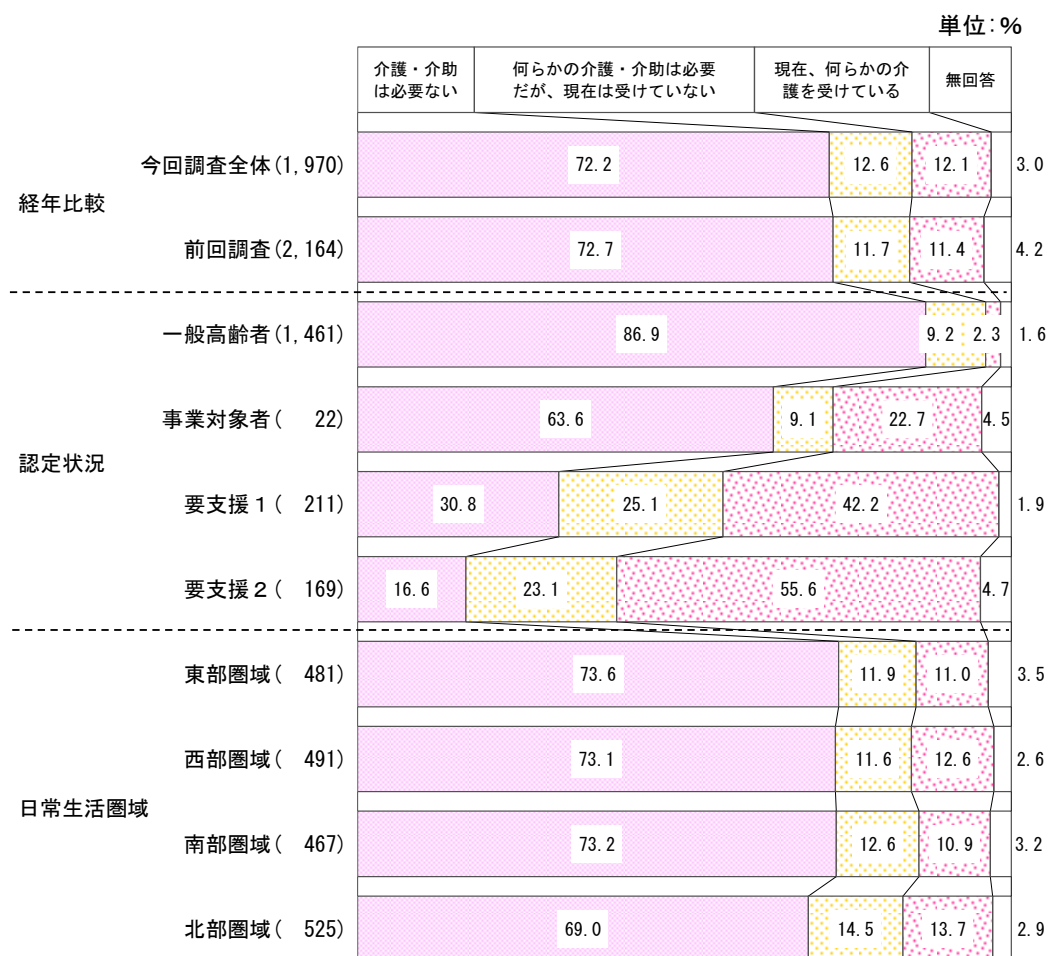 単位：%
介護・介助
は必要ない
何らかの介護・介助は必要
だが、現在は受けていない
現在、何らかの介
護を受けている
無回答
経年比較
今回調査全体(1,970) 72.2 12.6 12.1 3.0
前回調査(2,164) 72.7 11.7 11.4 4.2
認定状況
一般高齢者(1,461) 86.9 9.2 2.3 1.6
事業対象者( 22) 63.6 9.1 22.7 4.5
要支援１( 211) 30.8 25.1 42.2 1.9
要支援２( 169) 16.6 23.1 55.6 4.7
日常生活圏域
東部圏域( 481) 73.6 11.9 11.0 3.5
西部圏域( 491) 73.1 11.6 12.6 2.6
南部圏域( 467) 73.2 12.6 10.9 3.2
北部圏域( 525) 69.0 14.5 13.7 2.9